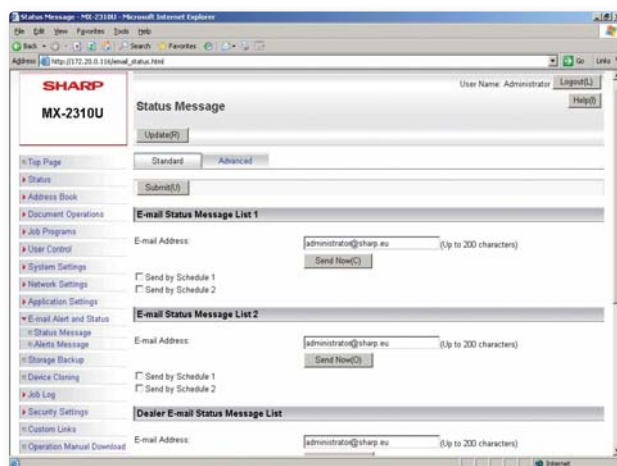 Status Message - MX-2310U - Microsoft Internet Explorer
File Edit View Favorites Tools Help
Back Search Favorites
Address http://172.20.0.116/email_status.html Go Links
SHARP
MX-2310U
User Name: Administrator Logout(L)
Status Message Help(I)
Update(R)
Standard Advanced
Submit(U)
Top Page
Status
Address Book
Document Operations
Job Programs
User Control
System Settings
Network Settings
Application Settings
E-mail Alert and Status
Status Message
Alerts Message
Storage Backup
Device Cloning
Job Log
Security Settings
Custom Links
Operation Manual Download
E-mail Status Message List 1
E-mail Address: administrator@sharp.eu (Up to 200 characters)
Send Now(C)
Send by Schedule 1
Send by Schedule 2
E-mail Status Message List 2
E-mail Address: administrator@sharp.eu (Up to 200 characters)
Send Now(O)
Send by Schedule 1
Send by Schedule 2
Dealer E-mail Status Message List
E-mail Address: administrator@sharp.eu (Up to 200 characters)
Internet